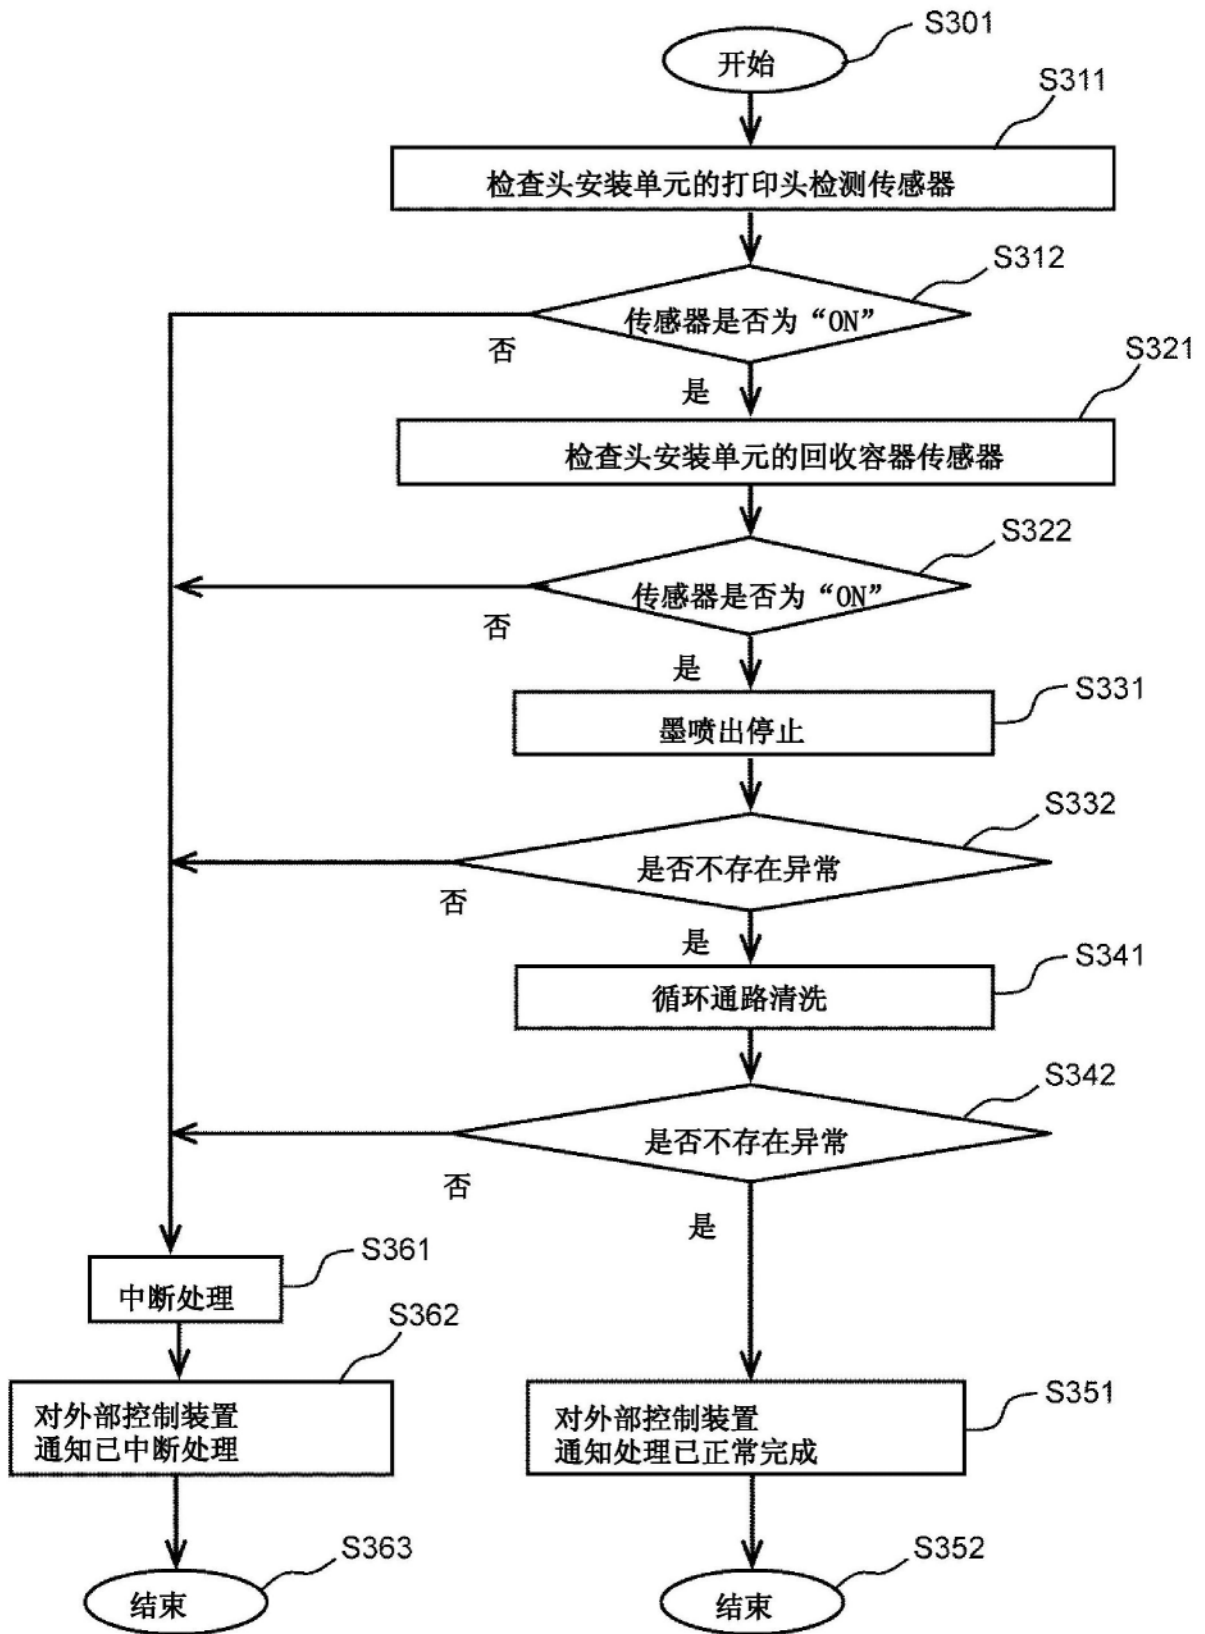 S301
开始
S311
检查头安装单元的打印头检测传感器
S312
传感器是否为“ON”
否
是
S321
检查头安装单元的回收容器传感器
S322
传感器是否为“ON”
否
是
S331
墨喷出停止
S332
是否不存在异常
否
是
S341
循环通路清洗
S342
是否不存在异常
否
是
S361
中断处理
S362
对外部控制装置
通知已中断处理
S351
对外部控制装置
通知处理已正常完成
S363
结束
S352
结束